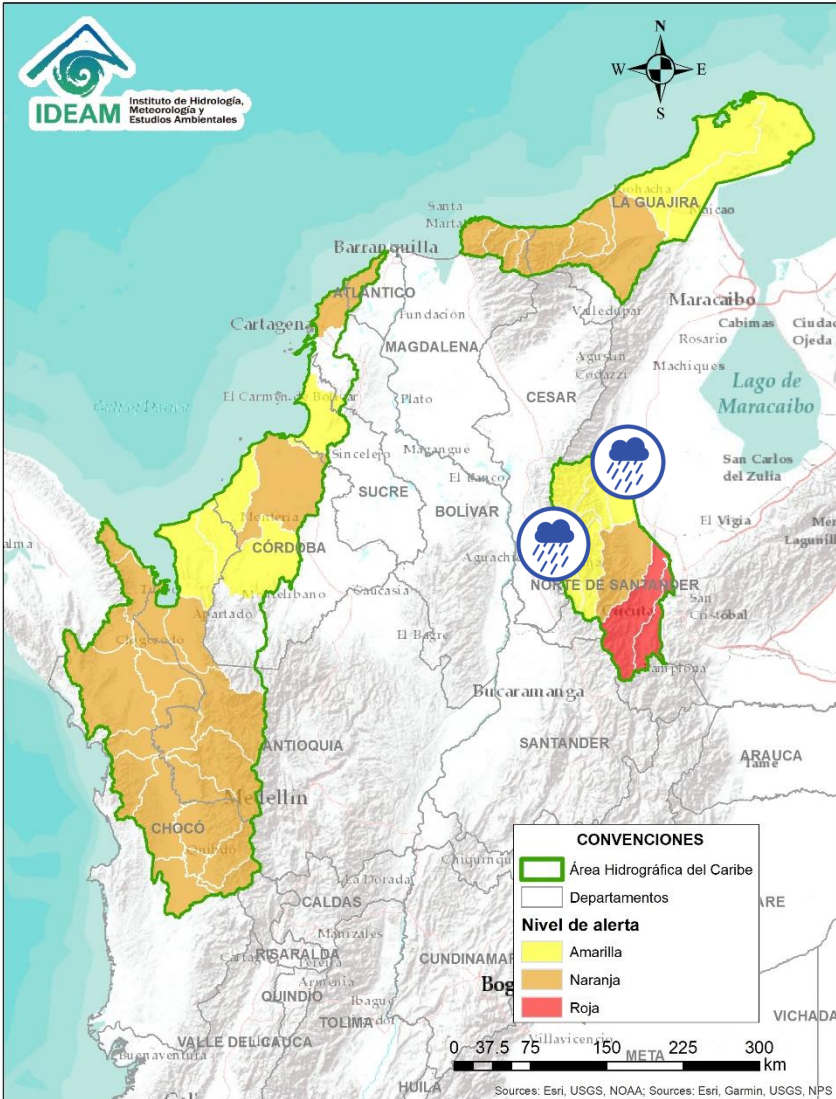 N
W
E
S
IDEAM
Instituto de Hidrología,
Meteorología y
Estudios Ambientales
LA GUAJIRA
Santa
Marta
Maicao
Barranquilla
ATLÁNTICO
Maracaibo
Cabimas
Ciudad
Ojeda
Fundación
Valledupar
Cartagena
Rosario
MAGDALENA
Agustín
Codazzi
Machiques
CESAR
Lago de
Maracaibo
El Carmen de Bolívar
Plato
Sincelejo
Magangue
San Carlos
del Zulia
El Banco
SUCRE
BOLÍVAR
El Vigía
Montería
CÓRDOBA
Montelibano
Caucasia
NORTE DE SANTANDER
San
Cristóbal
Cúcuta
Apartado
Chigorodo
El Bagre
Pamplona
Bucaramanga
ANTIOQUIA
SANTANDER
ARAUCA
Tame
Medellín
CHOCÓ
Quibdó
La Dorada
CALDAS
Manizales
RISARALDA
Pereira
Armenia
CUNDINAMAR
QUINDÍO
Ibagué
TOLIMA
VICHADA
VALLE DEL CAUCA
Buenaventura
Villavicencio
META
HUILA
CONVENCIONES
Área Hidrográfica del Caribe
Departamentos
Nivel de alerta
Amarilla
Naranja
Roja
0 37.5 75 150 225 300
km
Sources: Esri, USGS, NOAA; Sources: Esri, Garmin, USGS, NPS